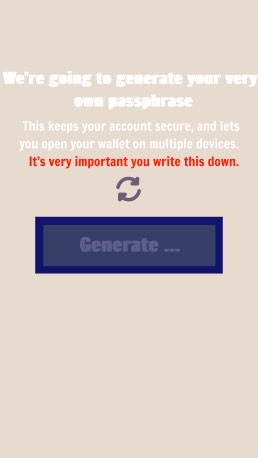 We're going to generate your very
own passphrase
This keeps your account secure, and lets
you open your wallet on multiple devices.
It's very important you write this down.
Generate ...